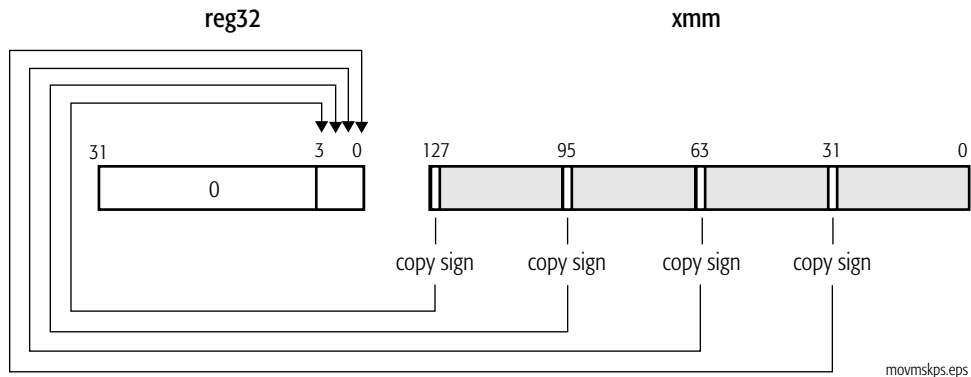 reg32 xmm
31 3 0 127 95 63 31 0
0
copy sign copy sign copy sign copy sign
movmskps.eps